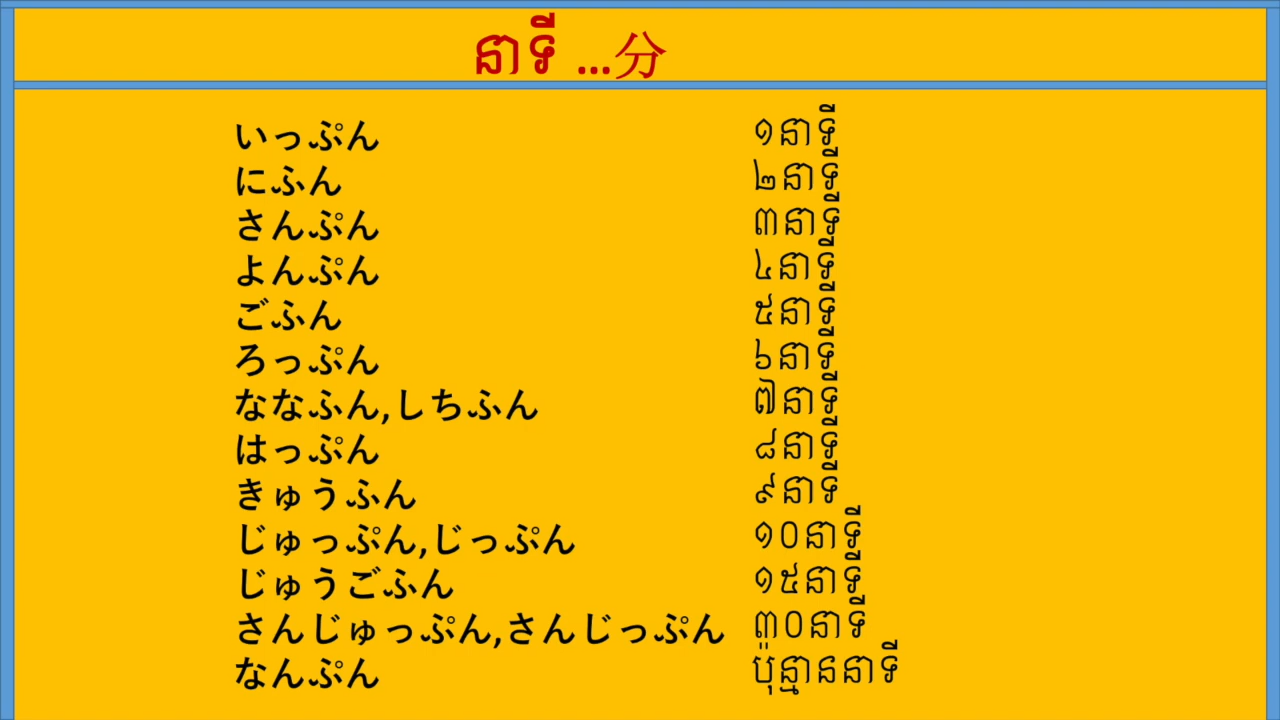 នាទី ...分
いっぷん ១នាទី
にふん ២នាទី
さんぷん ៣នាទី
よんぷん ៤នាទី
ごふん ៥នាទី
ろっぷん ៦នាទី
ななふん,しちふん ៧នាទី
はっぷん ៨នាទី
きゅうふん ៩នាទី
じゅっぷん,じっぷん ១០នាទី
じゅうごふん ១៥នាទី
さんじゅっぷん,さんじっぷん ៣០នាទី
なんぷん ប៉ុន្មាននាទី